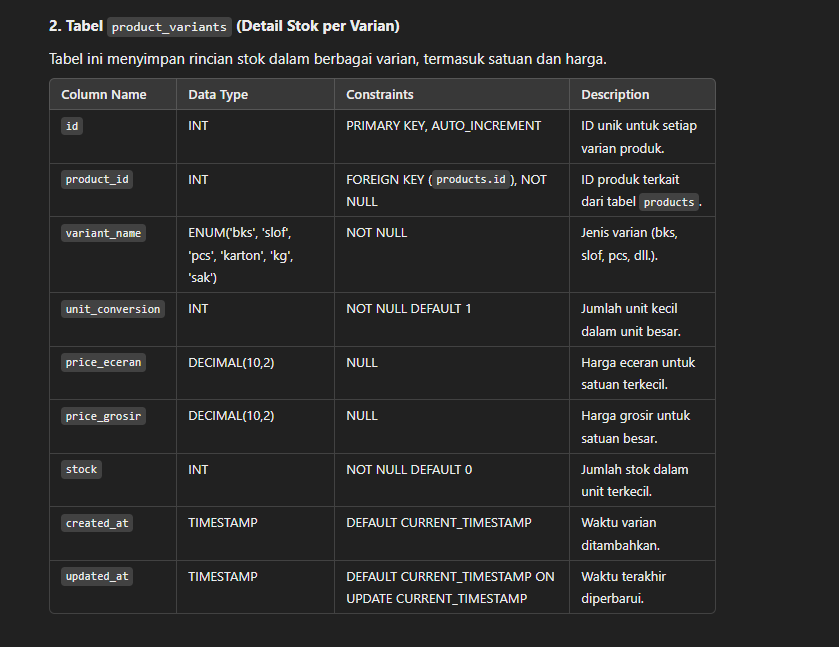 2. Tabel product_variants (Detail Stok per Varian)
Tabel ini menyimpan rincian stok dalam berbagai varian, termasuk satuan dan harga.
Column Name Data Type Constraints Description
id INT PRIMARY KEY, AUTO_INCREMENT ID unik untuk setiap
varian produk.
product_id INT FOREIGN KEY (products.id), NOT ID produk terkait
NULL dari tabel products.
variant_name ENUM('bks', 'slof', NOT NULL Jenis varian (bks,
'pcs', 'karton', 'kg', slof, pcs, dll.).
'sak')
unit_conversion INT NOT NULL DEFAULT 1 Jumlah unit kecil
dalam unit besar.
price_eceran DECIMAL(10,2) NULL Harga eceran untuk
satuan terkecil.
price_grosir DECIMAL(10,2) NULL Harga grosir untuk
satuan besar.
stock INT NOT NULL DEFAULT 0 Jumlah stok dalam
unit terkecil.
created_at TIMESTAMP DEFAULT CURRENT_TIMESTAMP Waktu varian
ditambahkan.
updated_at TIMESTAMP DEFAULT CURRENT_TIMESTAMP ON Waktu terakhir
UPDATE CURRENT_TIMESTAMP diperbarui.